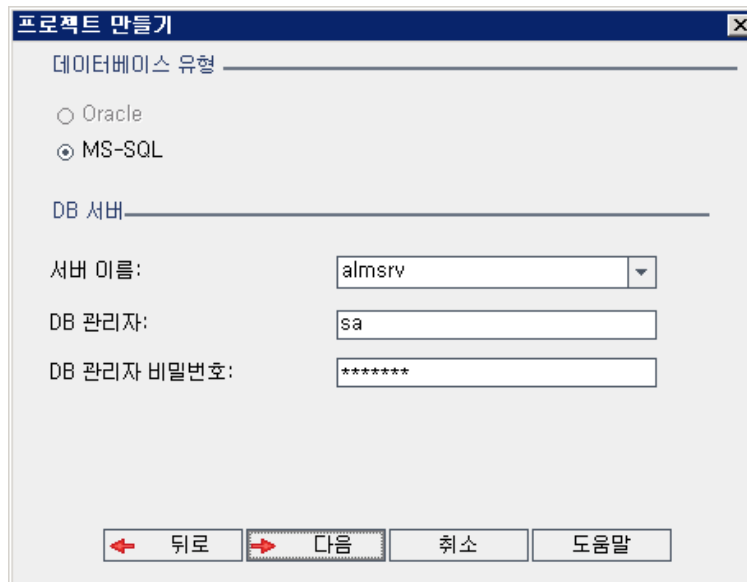 프로젝트 만들기
데이터베이스 유형
Oracle
MS-SQL
DB 서버
서버 이름: almsrv
DB 관리자: sa
DB 관리자 비밀번호: *******
뒤로 다음 취소 도움말